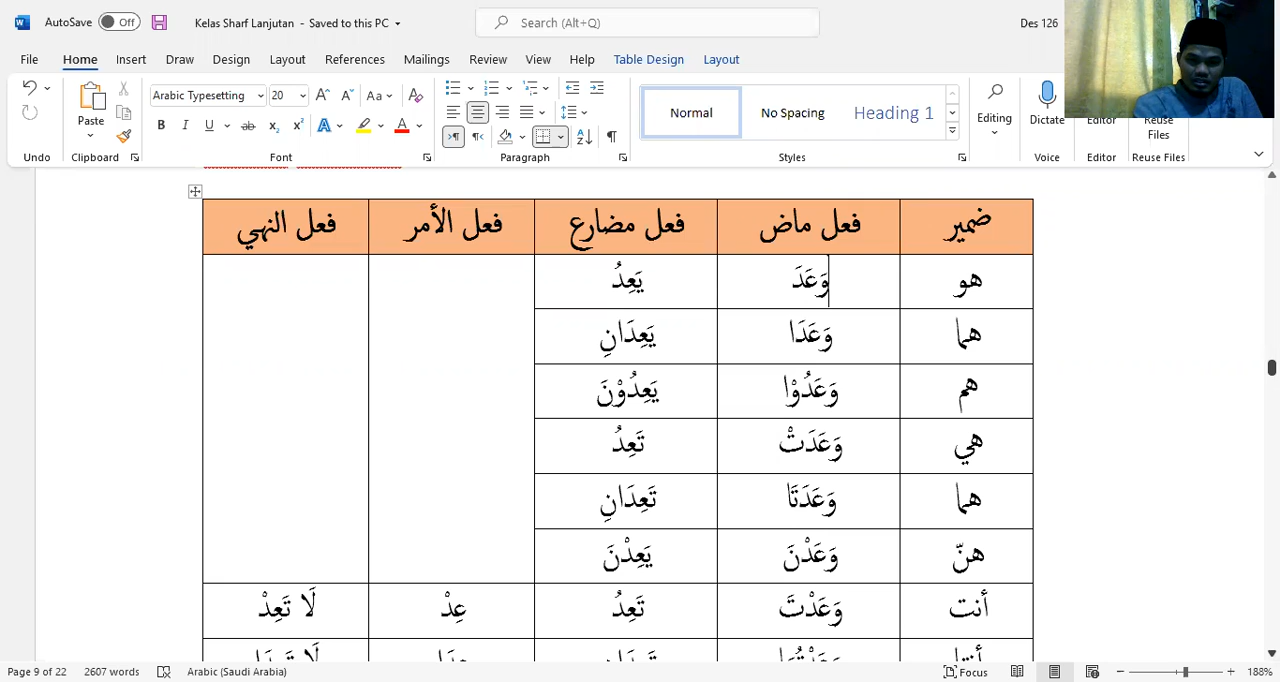 AutoSave Off Kelas Sharf Lanjutan - Saved to this PC Search (Alt+Q) Des 126
File Home Insert Draw Design Layout References Mailings Review View Help Table Design Layout
Arabic Typesetting 20 Aa
Paste B I U ab x₂ x² A A Normal No Spacing Heading 1 Editing Dictate Editor Reuse Files
Undo Clipboard Font Paragraph Styles Voice Editor Reuse Files
ضمير فعل ماض فعل مضارع فعل الأمر فعل النهي
هو وَعَدَ يَعِدُ
هما وَعَدَا يَعِدَانِ
هم وَعَدُوْا يَعِدُوْنَ
هي وَعَدَتْ تَعِدُ
هما وَعَدَتَا تَعِدَانِ
هنّ وَعَدْنَ يَعِدْنَ
أنت وَعَدْتَ تَعِدُ عِدْ لَا تَعِدْ
Page 9 of 22 2607 words Arabic (Saudi Arabia) Focus 188%